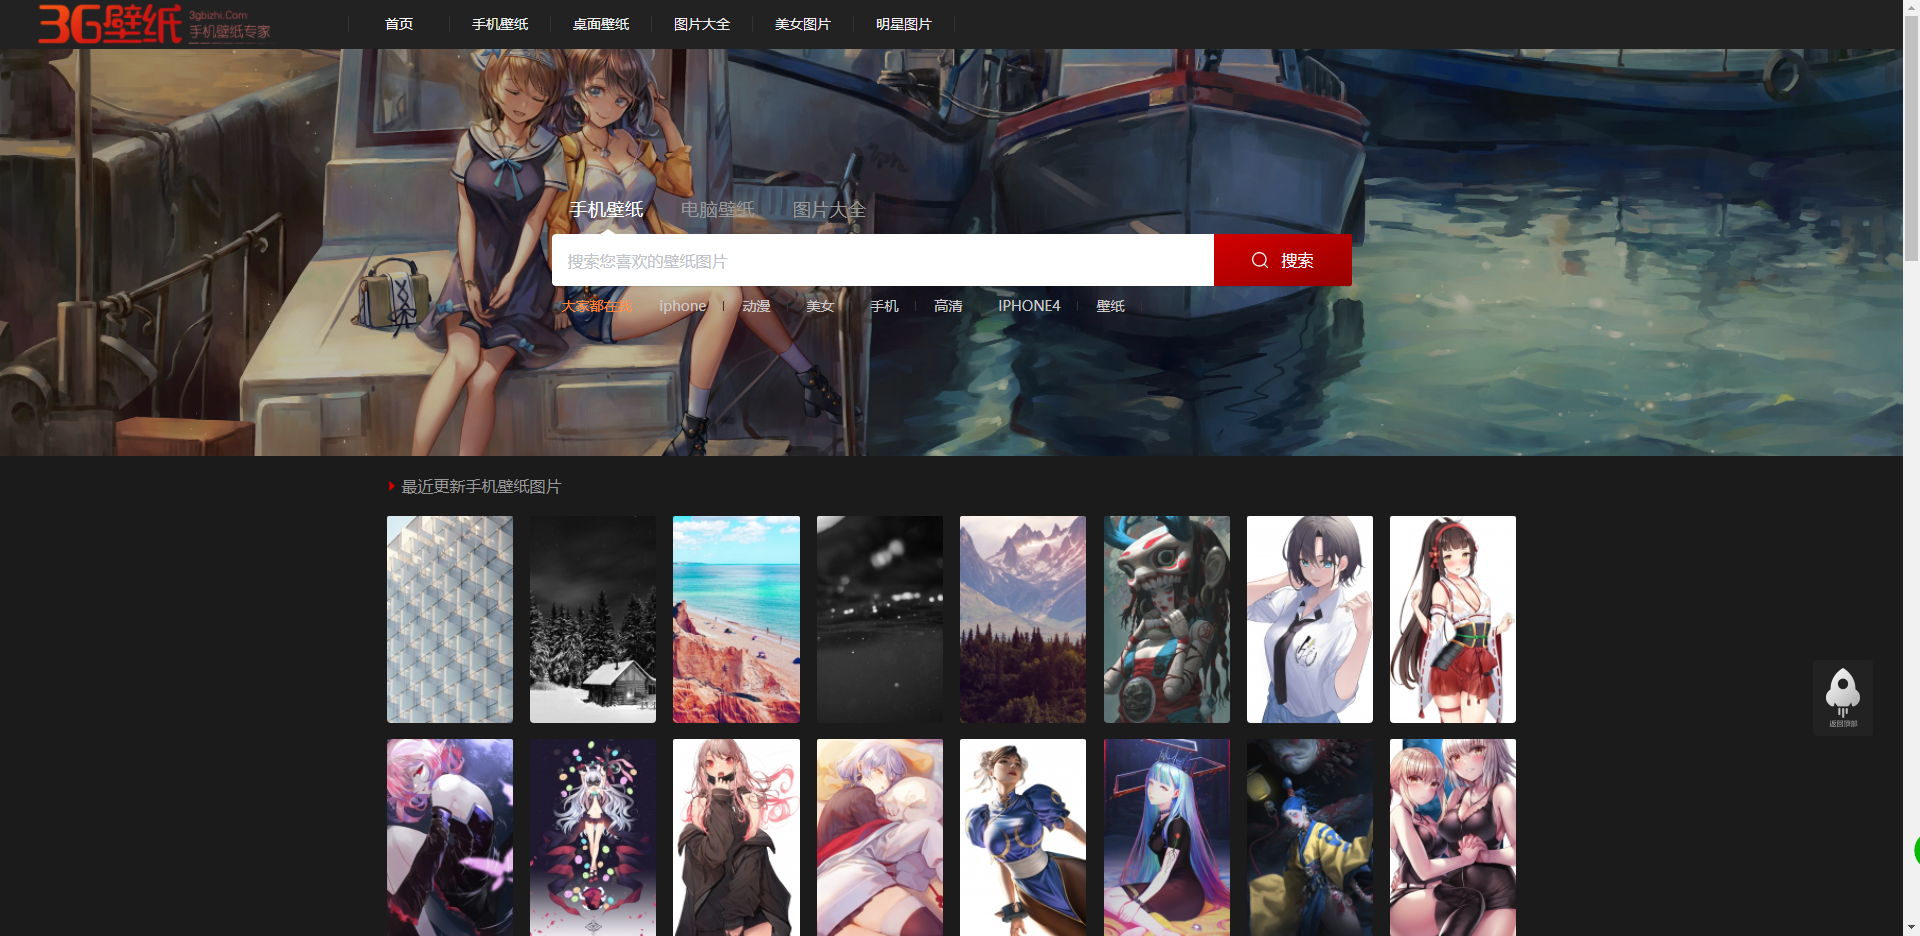 3G壁纸 3gbizhi.Com
手机壁纸专家
首页 手机壁纸 桌面壁纸 图片大全 美女图片 明星图片
手机壁纸 电脑壁纸 图片大全
搜索您喜欢的壁纸图片 搜索
大家都在找 iphone 动漫 美女 手机 高清 IPHONE4 壁纸
最近更新手机壁纸图片
返回顶部